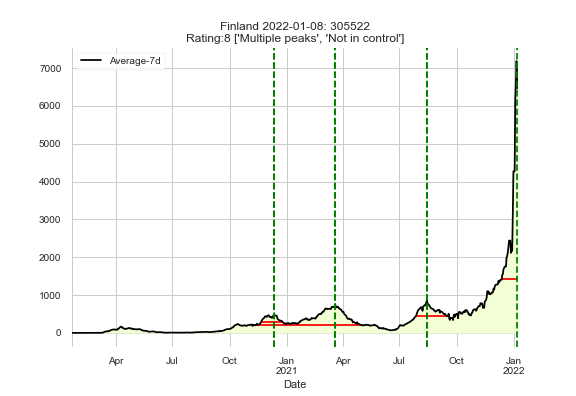 Finland 2022-01-08: 305522
Rating:8 ['Multiple peaks', 'Not in control']
Average-7d
7000
6000
5000
4000
3000
2000
1000
0
Apr
Jul
Oct
Jan
2021
Apr
Jul
Oct
Jan
2022
Date